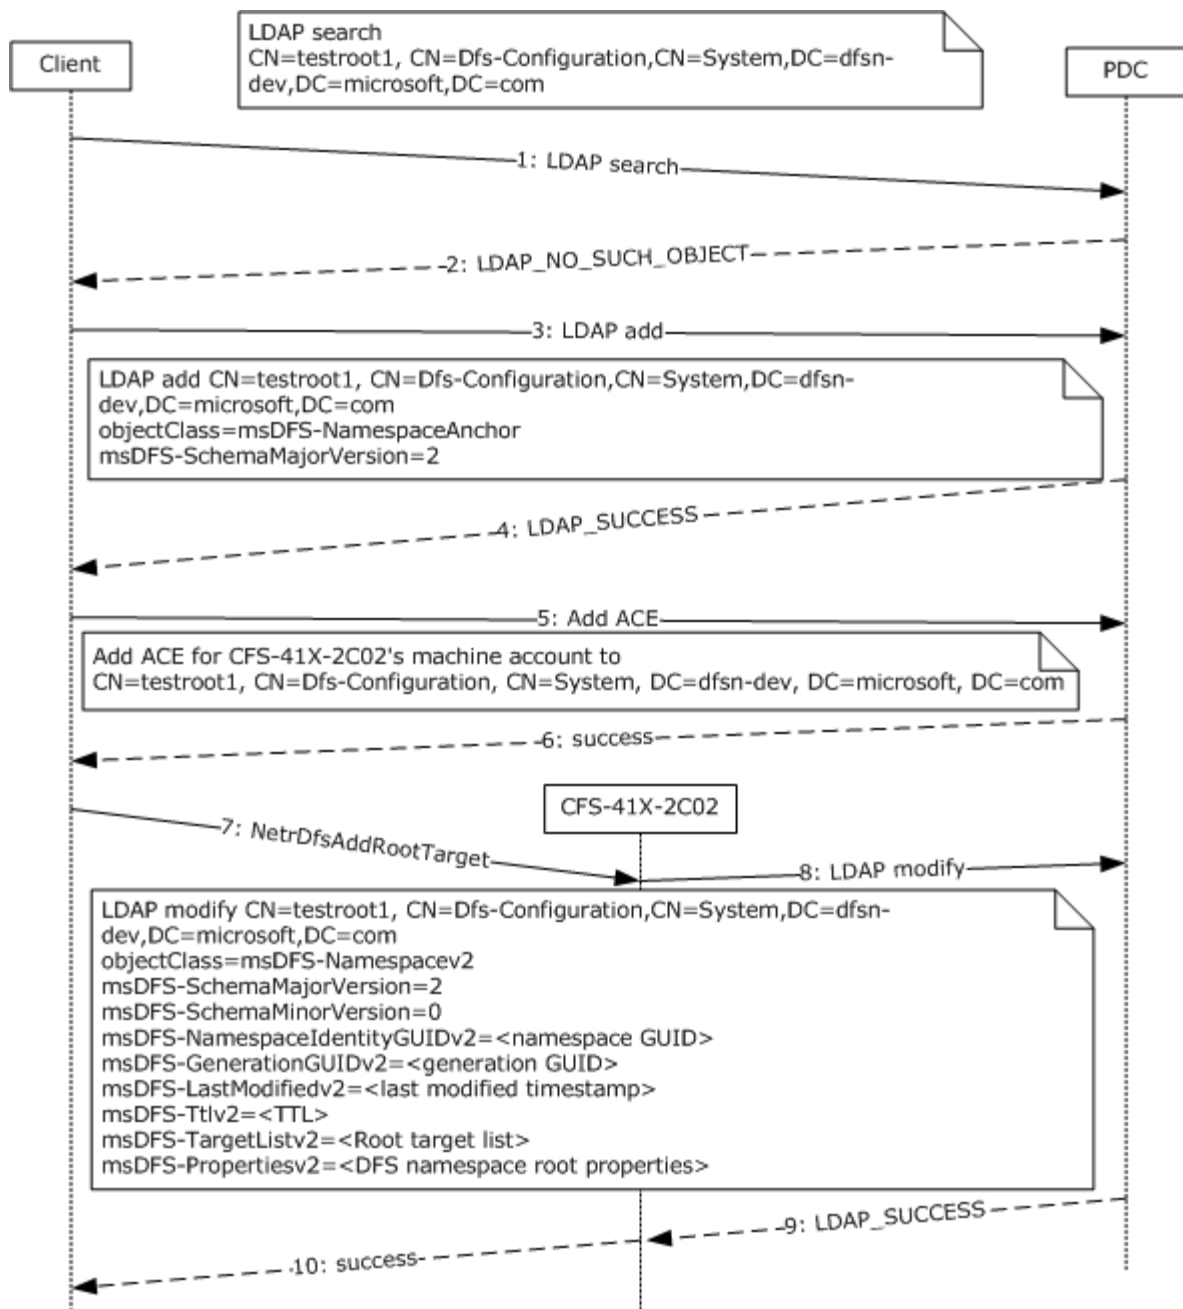 LDAP search
CN=testroot1, CN=Dfs-Configuration,CN=System,DC=dfsn-
dev,DC=microsoft,DC=com
Client
PDC
1: LDAP search
2: LDAP_NO_SUCH_OBJECT
3: LDAP add
LDAP add CN=testroot1, CN=Dfs-Configuration,CN=System,DC=dfsn-
dev,DC=microsoft,DC=com
objectClass=msDFS-NamespaceAnchor
msDFS-SchemaMajorVersion=2
4: LDAP_SUCCESS
5: Add ACE
Add ACE for CFS-41X-2C02's machine account to
CN=testroot1, CN=Dfs-Configuration, CN=System, DC=dfsn-dev, DC=microsoft, DC=com
6: success
CFS-41X-2C02
7: NetrDfsAddRootTarget
8: LDAP modify
LDAP modify CN=testroot1, CN=Dfs-Configuration,CN=System,DC=dfsn-
dev,DC=microsoft,DC=com
objectClass=msDFS-Namespacev2
msDFS-SchemaMajorVersion=2
msDFS-SchemaMinorVersion=0
msDFS-NamespaceIdentityGUIDv2=<namespace GUID>
msDFS-GenerationGUIDv2=<generation GUID>
msDFS-LastModifiedv2=<last modified timestamp>
msDFS-Ttlv2=<TTL>
msDFS-TargetListv2=<Root target list>
msDFS-Propertiesv2=<DFS namespace root properties>
9: LDAP_SUCCESS
10: success